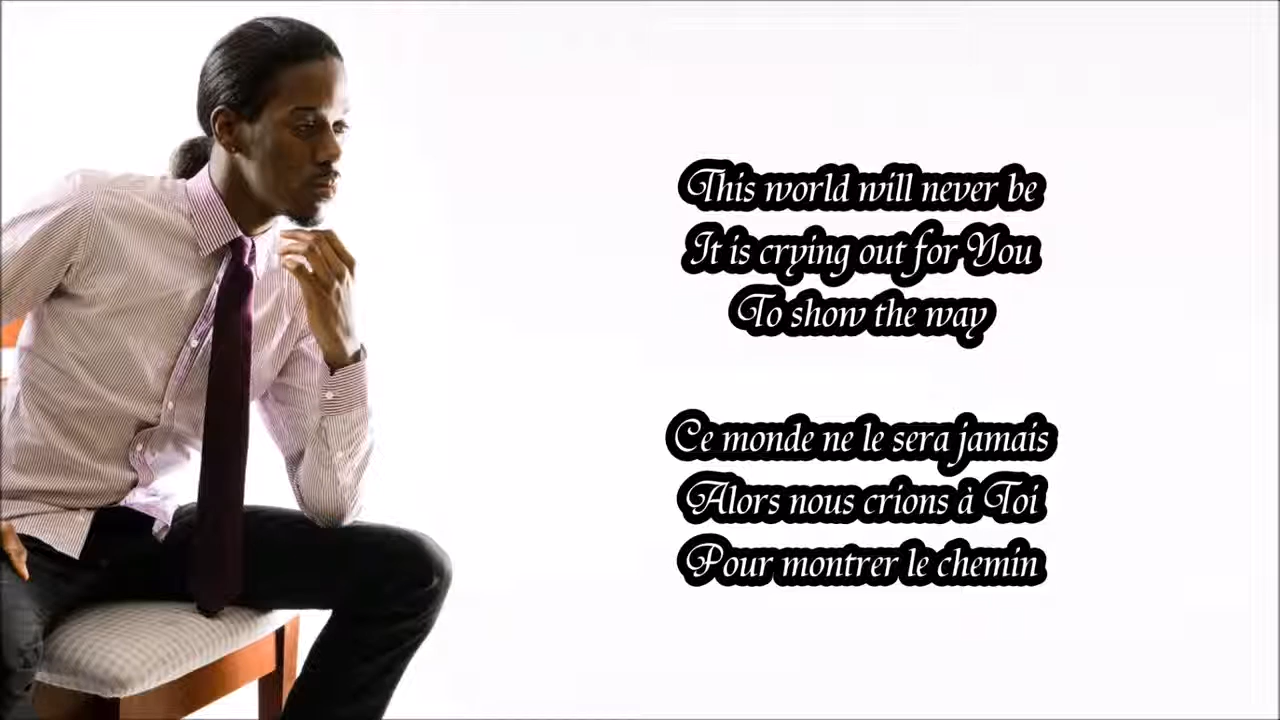 This world will never be
It is crying out for You
To show the way
Ce monde ne le sera jamais
Alors nous crions à Toi
Pour montrer le chemin